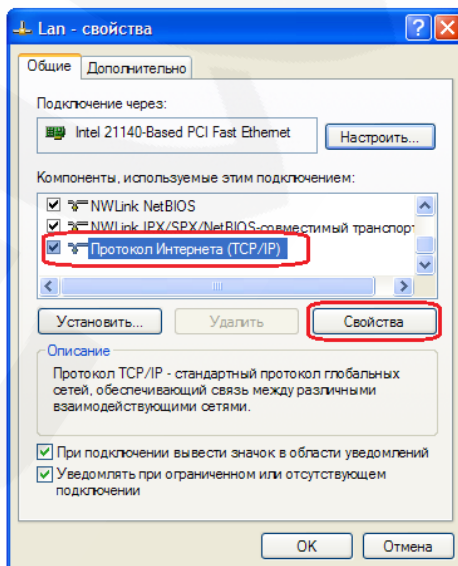 Lan - свойства
Общие Дополнительно
Подключение через:
Intel 21140-Based PCI Fast Ethernet Настроить...
Компоненты, используемые этим подключением:
NWLink NetBIOS
NWLink IPX/SPX/NetBIOS-совместимый транспорт
Протокол Интернета (TCP/IP)
Установить... Удалить Свойства
Описание
Протокол TCP/IP - стандартный протокол глобальных
сетей, обеспечивающий связь между различными
взаимодействующими сетями.
При подключении вывести значок в области уведомлений
Уведомлять при ограниченном или отсутствующем
подключении
OK Отмена